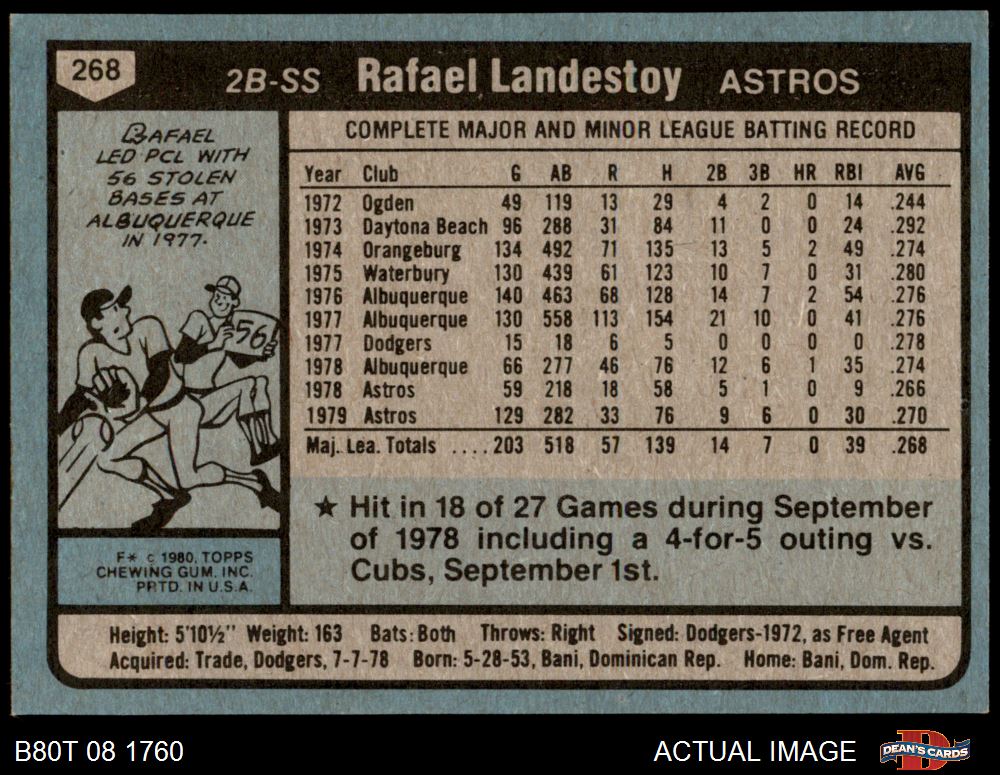 268
2B-SS Rafael Landestoy ASTROS
RAFAEL
LED PCL WITH
56 STOLEN
BASES AT
ALBUQUERQUE
IN 1977.
56
F* © 1980, TOPPS
CHEWING GUM, INC.
PRTD. IN U.S.A.
COMPLETE MAJOR AND MINOR LEAGUE BATTING RECORD
Year Club G AB R H 2B 3B HR RBI AVG
1972 Ogden 49 119 13 29 4 2 0 14 .244
1973 Daytona Beach 96 288 31 84 11 0 0 24 .292
1974 Orangeburg 134 492 71 135 13 5 2 49 .274
1975 Waterbury 130 439 61 123 10 7 0 31 .280
1976 Albuquerque 140 463 68 128 14 7 2 54 .276
1977 Albuquerque 130 558 113 154 21 10 0 41 .276
1977 Dodgers 15 18 6 5 0 0 0 0 .278
1978 Albuquerque 66 277 46 76 12 6 1 35 .274
1978 Astros 59 218 18 58 5 1 0 9 .266
1979 Astros 129 282 33 76 9 6 0 30 .270
Maj. Lea. Totals ....203 518 57 139 14 7 0 39 .268
★ Hit in 18 of 27 Games during September
of 1978 including a 4-for-5 outing vs.
Cubs, September 1st.
Height: 5'10½" Weight: 163 Bats: Both Throws: Right Signed: Dodgers-1972, as Free Agent
Acquired: Trade, Dodgers, 7-7-78 Born: 5-28-53, Bani, Dominican Rep. Home: Bani, Dom. Rep.
B80T 08 1760 ACTUAL IMAGE DEAN'S CARDS